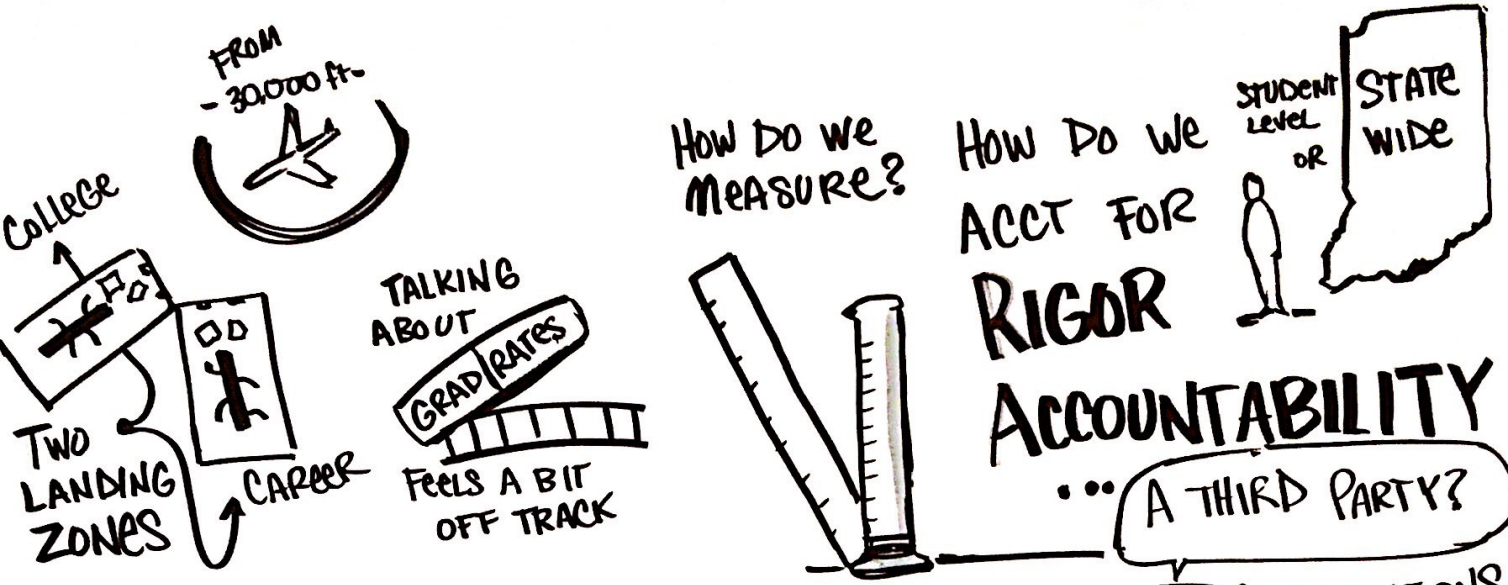 FROM
- 30,000 ft-
COLLEGE
TWO
LANDING
ZONES
CAREER
TALKING
ABOUT
GRAD RATES
FEELS A BIT
OFF TRACK
HOW DO WE
MEASURE?
HOW DO WE
ACCT FOR
RIGOR
ACCOUNTABILITY
STUDENT
LEVEL
OR
STATE
WIDE
... A THIRD PARTY?